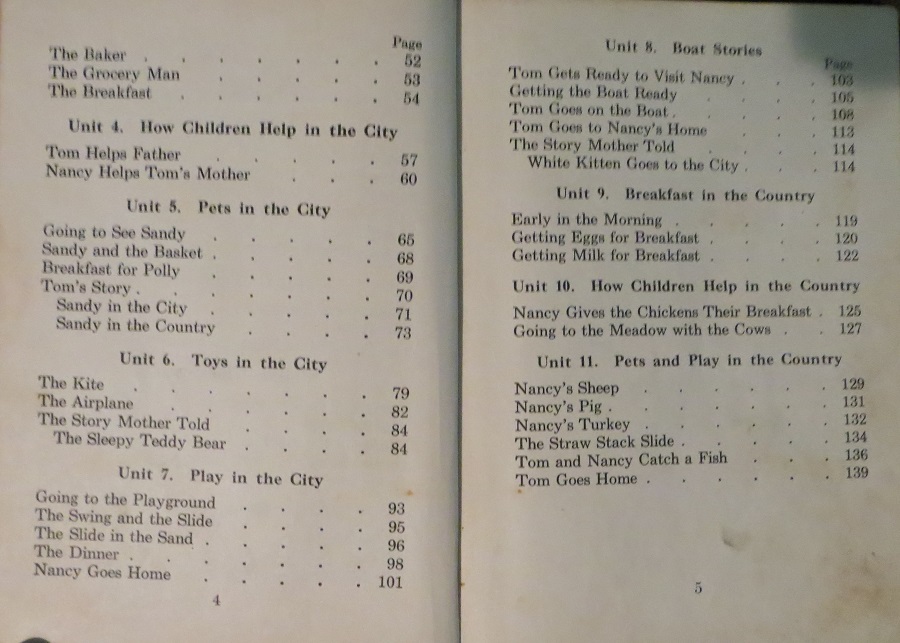 Page
The Baker . . . . . . . 52
The Grocery Man . . . . . 53
The Breakfast . . . . . . 54
Unit 4. How Children Help in the City
Tom Helps Father . . . . . 57
Nancy Helps Tom's Mother . . . 60
Unit 5. Pets in the City
Going to See Sandy . . . . . 65
Sandy and the Basket . . . . . 68
Breakfast for Polly . . . . . 69
Tom's Story . . . . . . . 70
Sandy in the City . . . . . 71
Sandy in the Country . . . . 73
Unit 6. Toys in the City
The Kite . . . . . . . 79
The Airplane . . . . . . 82
The Story Mother Told . . . . 84
The Sleepy Teddy Bear . . . . 84
Unit 7. Play in the City
Going to the Playground . . . . 93
The Swing and the Slide . . . . 95
The Slide in the Sand . . . . . 96
The Dinner . . . . . . . 98
Nancy Goes Home . . . . . 101
4
Unit 8. Boat Stories
Page
Tom Gets Ready to Visit Nancy . . . 103
Getting the Boat Ready . . . . 105
Tom Goes on the Boat . . . . . 108
Tom Goes to Nancy's Home . . . 113
The Story Mother Told . . . . 114
White Kitten Goes to the City . . . 114
Unit 9. Breakfast in the Country
Early in the Morning . . . . . 119
Getting Eggs for Breakfast . . . . 120
Getting Milk for Breakfast . . . . 122
Unit 10. How Children Help in the Country
Nancy Gives the Chickens Their Breakfast . 125
Going to the Meadow with the Cows . . 127
Unit 11. Pets and Play in the Country
Nancy's Sheep . . . . . . 129
Nancy's Pig . . . . . . . 131
Nancy's Turkey . . . . . . 132
The Straw Stack Slide . . . . . 134
Tom and Nancy Catch a Fish . . . 136
Tom Goes Home . . . . . . 139
5